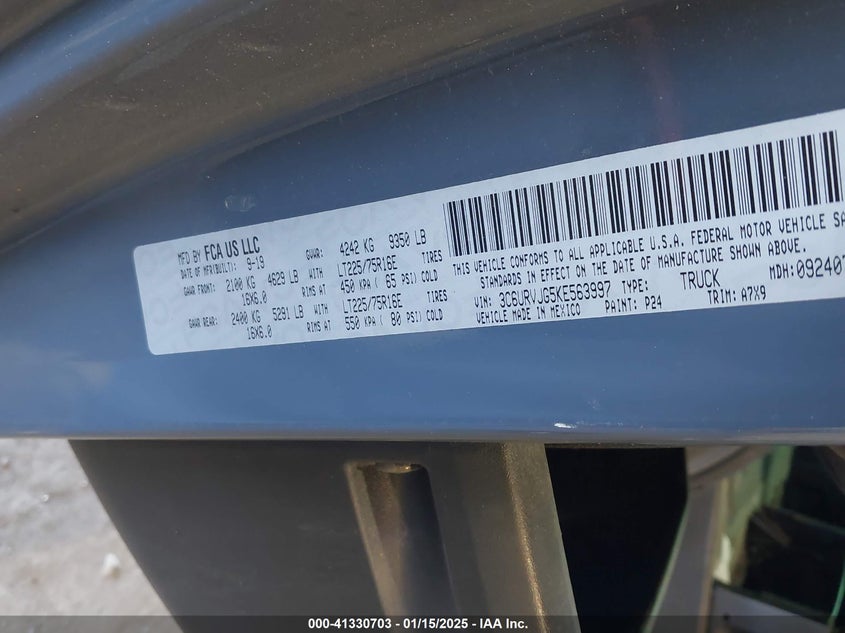 MFD BY FCA US LLC
DATE OF MFR(BUILT): 9-19
GVWR: 4242 KG 9350 LB
GAWR FRONT: 2100 KG 4629 LB WITH LT225/75R16E TIRES
16X6.0 RIMS AT 450 KPA ( 65 PSI) COLD
GAWR REAR: 2400 KG 5291 LB WITH LT225/75R16E TIRES
16X6.0 RIMS AT 550 KPA ( 80 PSI) COLD
THIS VEHICLE CONFORMS TO ALL APPLICABLE U.S.A. FEDERAL MOTOR VEHICLE
STANDARDS IN EFFECT ON THE DATE OF MANUFACTURE SHOWN ABOVE.
VIN: 3C6URVJG5KE563997 TYPE: TRUCK
VEHICLE MADE IN MEXICO PAINT: P24 TRIM: A7X9
MDH:09240
000-41330703 - 01/15/2025 - IAA Inc.